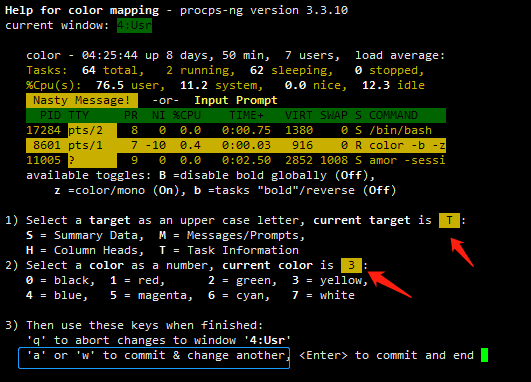 Help for color mapping - procps-ng version 3.3.10
current window: 4:Usr
color - 04:25:44 up 8 days, 50 min,  7 users,  load average:
Tasks:  64 total,   2 running,  62 sleeping,   0 stopped,
%Cpu(s):  76.5 user,  11.2 system,   0.0 nice,  12.3 idle
Nasty Message!   -or-  Input Prompt
PID TTY     PR  NI %CPU    TIME+   VIRT SWAP S COMMAND
17284 pts/2    8   0  0.0   0:00.75  1380    0 S /bin/bash
8601 pts/1    7 -10  0.4   0:00.03   916    0 R color -b -z
11005 ?        9   0  0.0   0:02.50  2852 1008 S amor -sessi
available toggles: B =disable bold globally (Off),
z =color/mono (On), b =tasks "bold"/reverse (Off)
1) Select a target as an upper case letter, current target is  T :
S = Summary Data,  M = Messages/Prompts,
H = Column Heads,  T = Task Information
2) Select a color as a number, current color is  3 :
0 = black,  1 = red,      2 = green,  3 = yellow,
4 = blue,   5 = magenta,  6 = cyan,   7 = white
3) Then use these keys when finished:
'q' to abort changes to window '4:Usr'
'a' or 'w' to commit & change another, <Enter> to commit and end